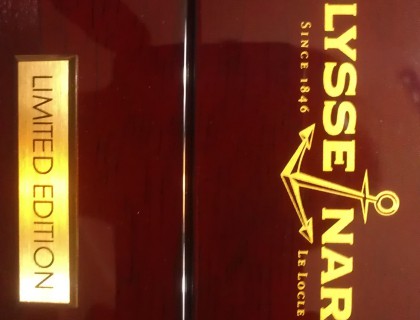 LYSSE NAR
SINCE 1846 LE LOCLE
LIMITED EDITION